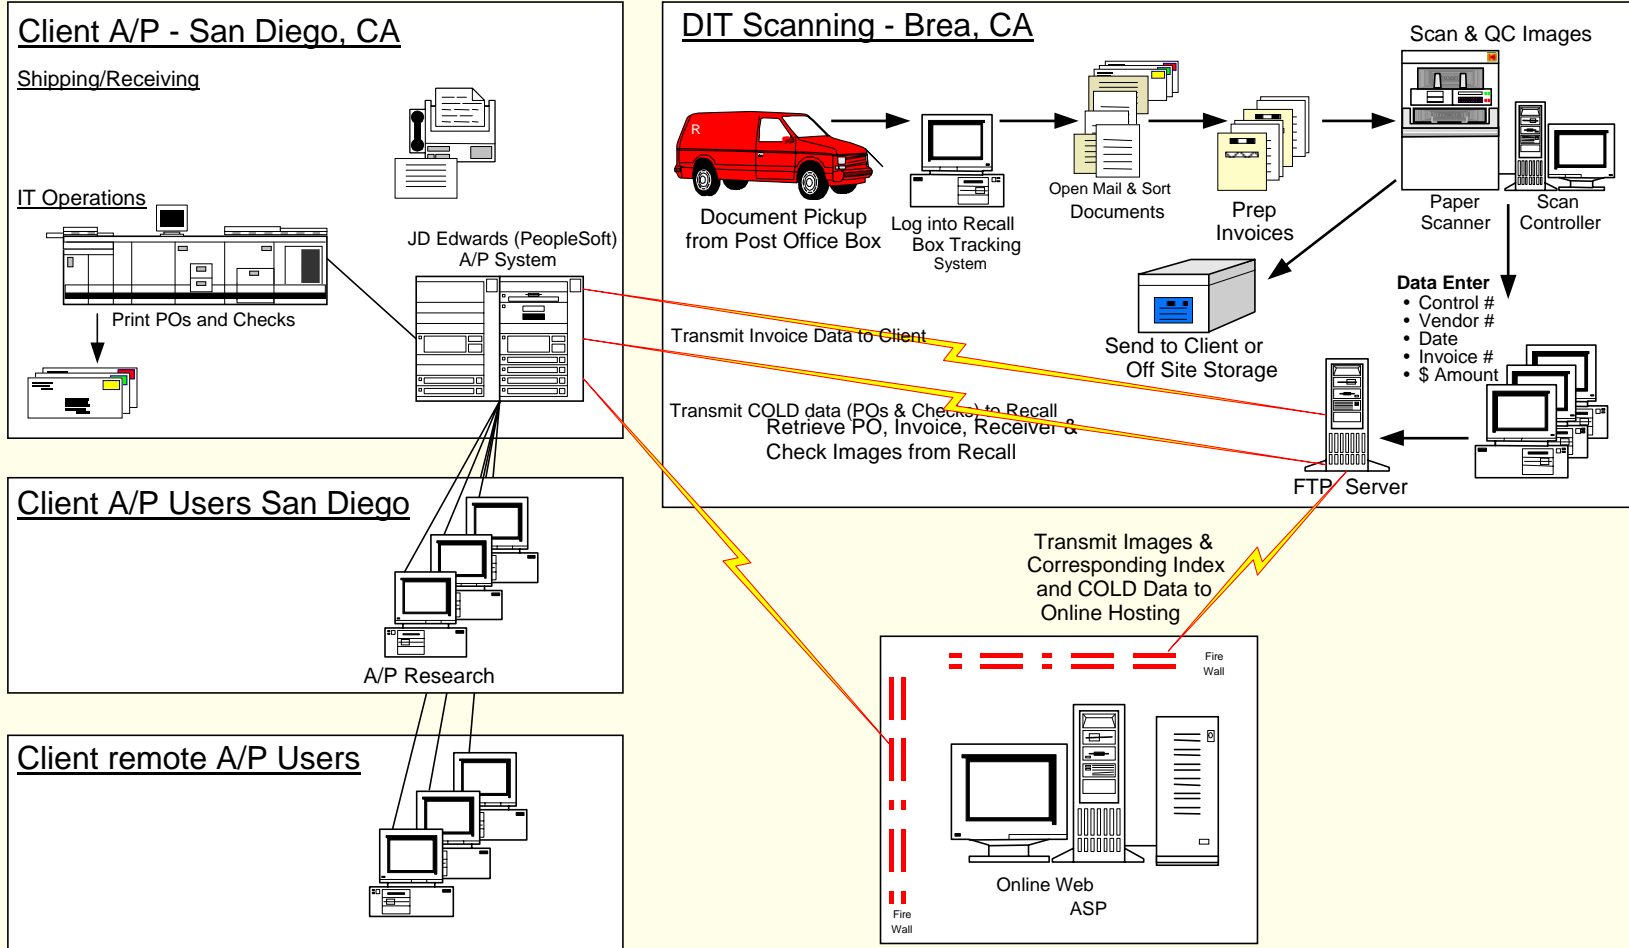 Client A/P - San Diego, CA
Shipping/Receiving
IT Operations
Print POs and Checks
JD Edwards (PeopleSoft)
A/P System
DIT Scanning - Brea, CA
R
Document Pickup
from Post Office Box
Log into Recall
Box Tracking
System
Open Mail & Sort
Documents
Prep
Invoices
Scan & QC Images
Paper
Scanner
Scan
Controller
Send to Client or
Off Site Storage
Data Enter
• Control #
• Vendor #
• Date
• Invoice #
• $ Amount
FTP Server
Transmit Invoice Data to Client
Transmit COLD data (POs & Checks) to Recall
Retrieve PO, Invoice, Receiver &
Check Images from Recall
Client A/P Users San Diego
A/P Research
Client remote A/P Users
Transmit Images &
Corresponding Index
and COLD Data to
Online Hosting
Fire
Wall
Online Web
ASP
Fire
Wall